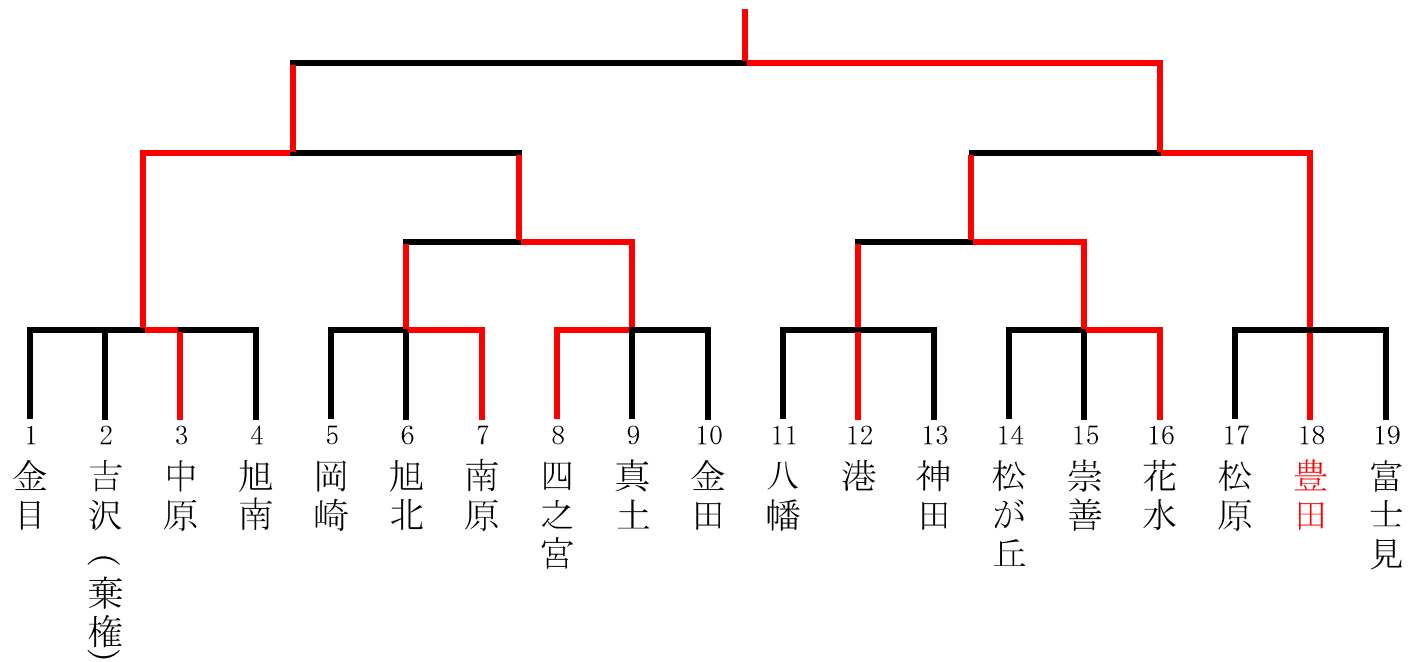 1 2 3 4 5 6 7 8 9 10 11 12 13 14 15 16 17 18 19
金目
吉沢（棄権）
中原
旭南
岡崎
旭北
南原
四之宮
真土
金田
八幡
港
神田
松が丘
崇善
花水
松原
豊田
富士見